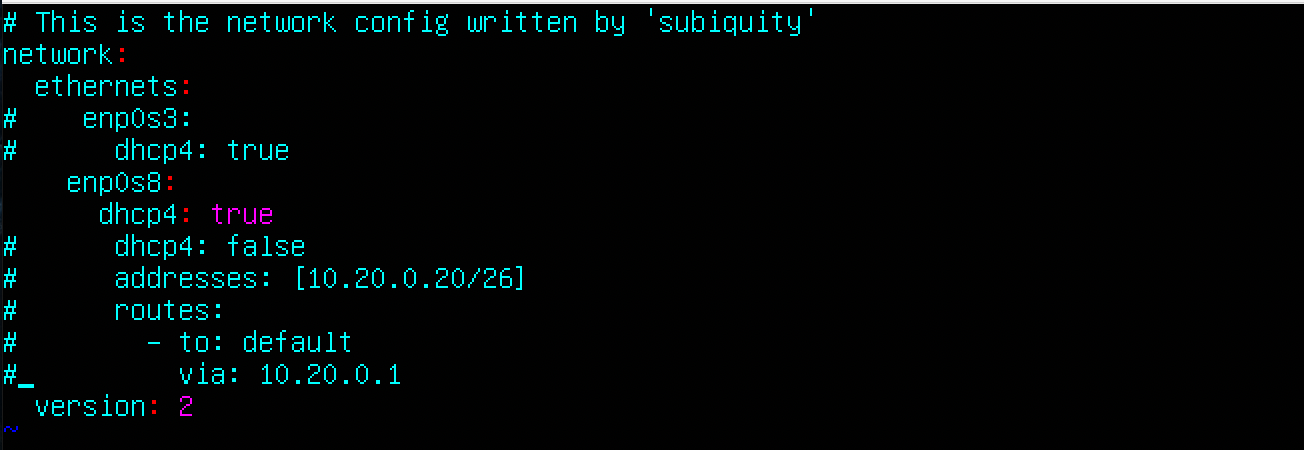 # This is the network config written by 'subiquity'
network:
  ethernets:
#    enp0s3:
#      dhcp4: true
    enp0s8:
      dhcp4: true
#      dhcp4: false
#      addresses: [10.20.0.20/26]
#      routes:
#        - to: default
#          via: 10.20.0.1
  version: 2
~